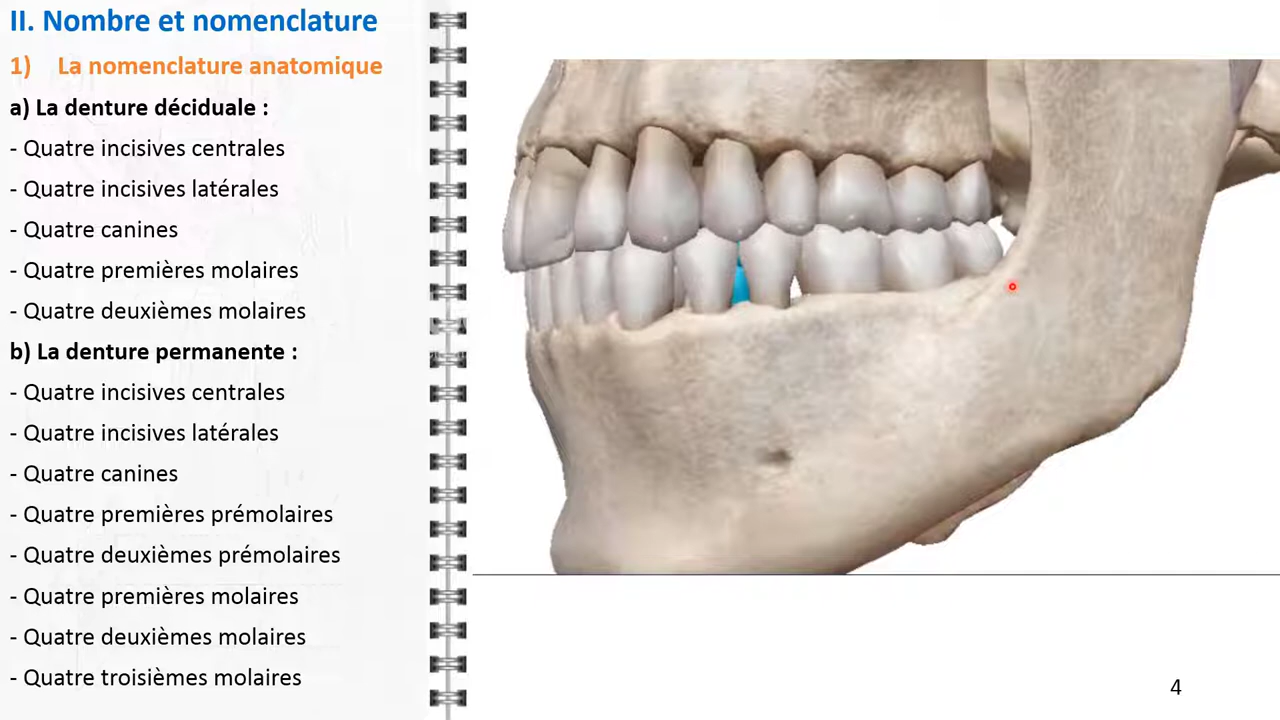 II. Nombre et nomenclature
1) La nomenclature anatomique
a) La denture déciduale :
- Quatre incisives centrales
- Quatre incisives latérales
- Quatre canines
- Quatre premières molaires
- Quatre deuxièmes molaires
b) La denture permanente :
- Quatre incisives centrales
- Quatre incisives latérales
- Quatre canines
- Quatre premières prémolaires
- Quatre deuxièmes prémolaires
- Quatre premières molaires
- Quatre deuxièmes molaires
- Quatre troisièmes molaires
4